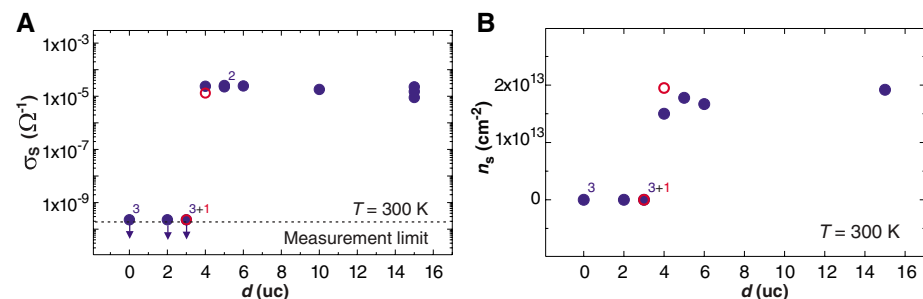 A
B
1x10⁻³
1x10⁻⁵
1x10⁻⁷
1x10⁻⁹
σS (Ω⁻¹)
2
3
3+1
T = 300 K
Measurement limit
0 2 4 6 8 10 12 14 16
d (uc)
2x10¹³
1x10¹³
0
ns (cm⁻²)
3
3+1
T = 300 K
0 2 4 6 8 10 12 14 16
d (uc)